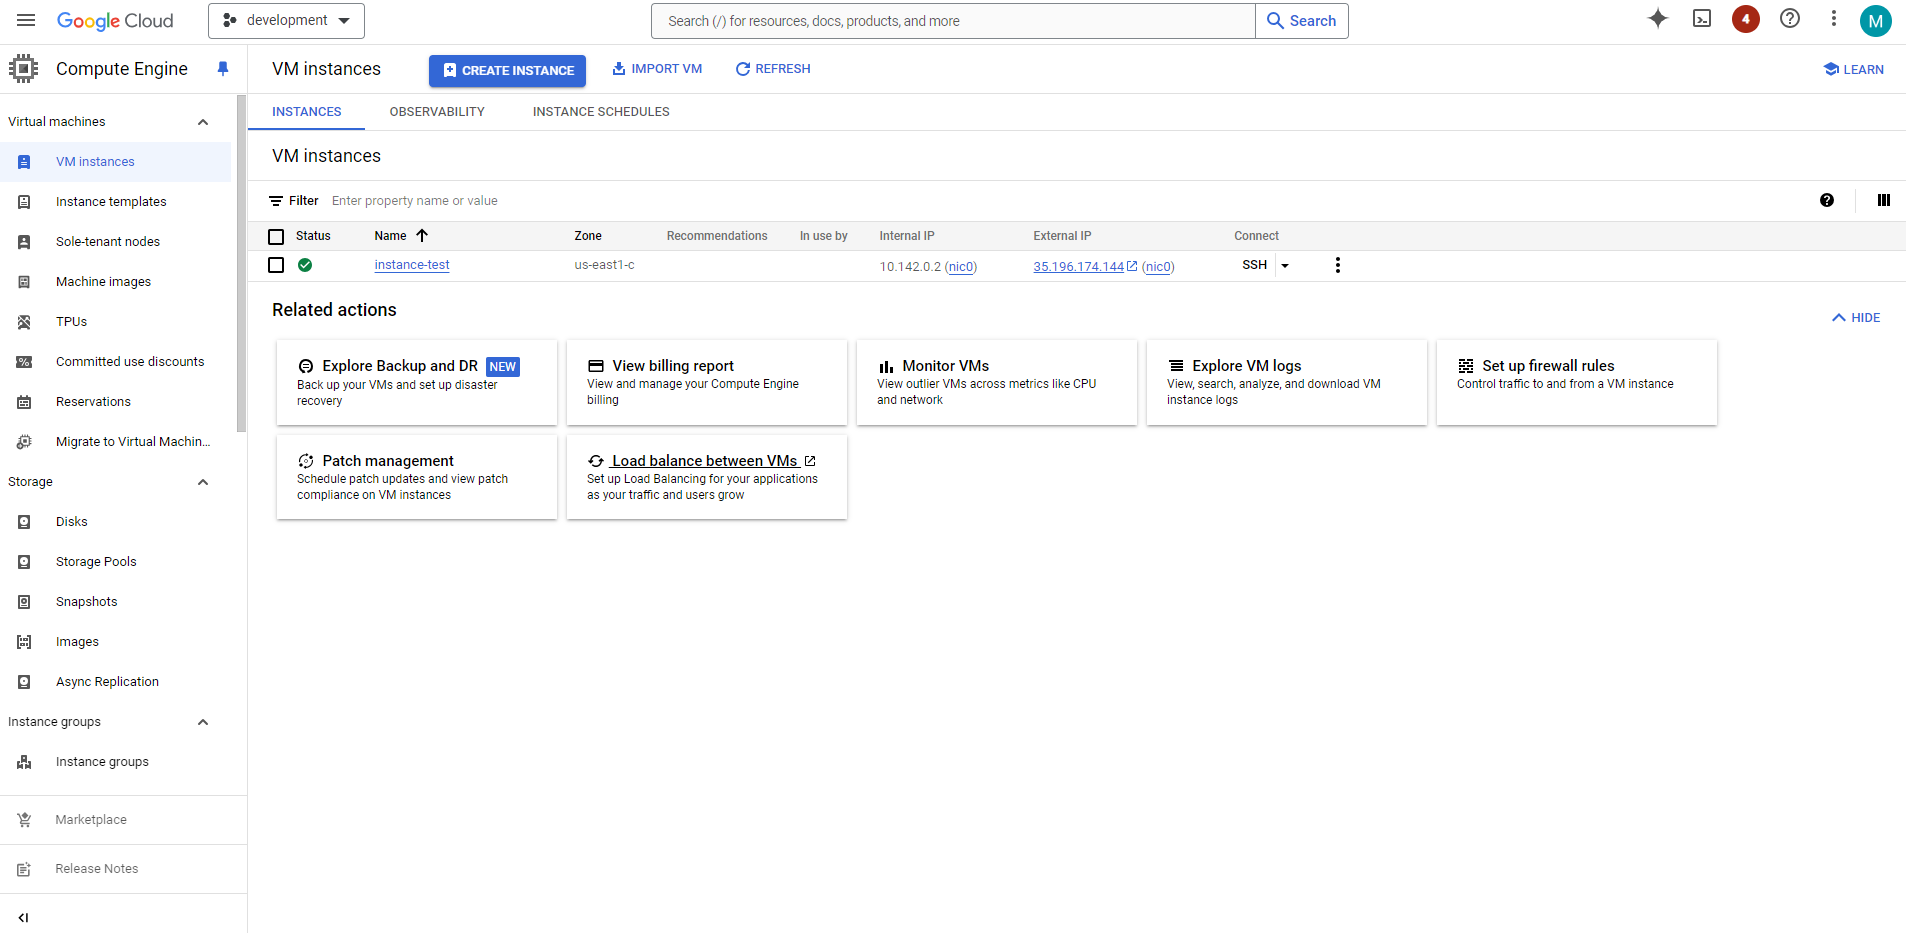 Google Cloud
development
Search (/) for resources, docs, products, and more
Search
4
M
Compute Engine
VM instances
CREATE INSTANCE
IMPORT VM
REFRESH
LEARN
Virtual machines
VM instances
Instance templates
Sole-tenant nodes
Machine images
TPUs
Committed use discounts
Reservations
Migrate to Virtual Machin...
Storage
Disks
Storage Pools
Snapshots
Images
Async Replication
Instance groups
Instance groups
Marketplace
Release Notes
INSTANCES
OBSERVABILITY
INSTANCE SCHEDULES
VM instances
Filter Enter property name or value
Status Name Zone Recommendations In use by Internal IP External IP Connect
instance-test us-east1-c 10.142.0.2 (nic0) 35.196.174.144 (nic0) SSH
Related actions
HIDE
Explore Backup and DR NEW
Back up your VMs and set up disaster
recovery
View billing report
View and manage your Compute Engine
billing
Monitor VMs
View outlier VMs across metrics like CPU
and network
Explore VM logs
View, search, analyze, and download VM
instance logs
Set up firewall rules
Control traffic to and from a VM instance
Patch management
Schedule patch updates and view patch
compliance on VM instances
Load balance between VMs
Set up Load Balancing for your applications
as your traffic and users grow